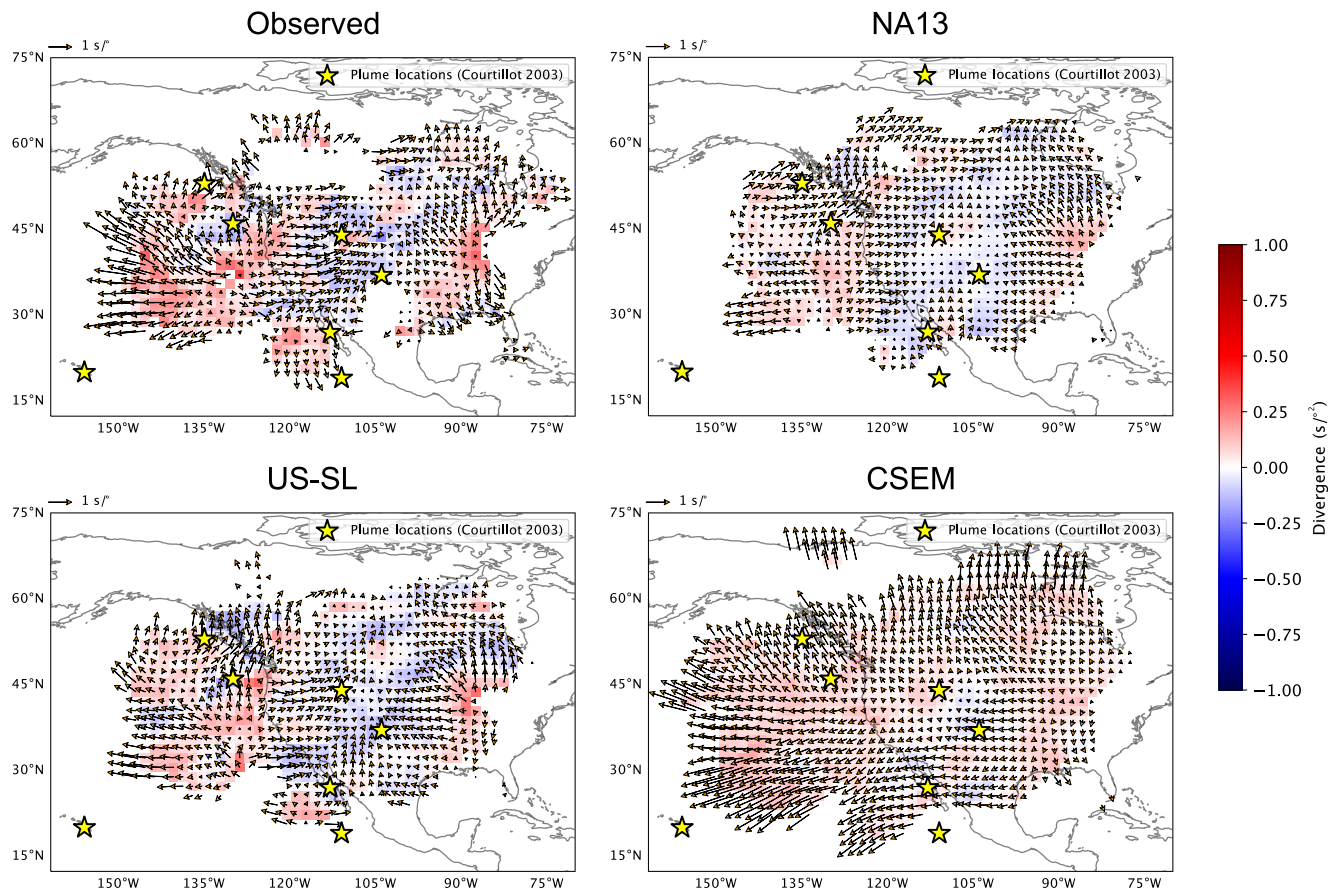 Observed
NA13
1 s/°
1 s/°
Plume locations (Courtillot 2003)
Plume locations (Courtillot 2003)
75°N
60°N
45°N
30°N
15°N
75°N
60°N
45°N
30°N
15°N
150°W 135°W 120°W 105°W 90°W 75°W
150°W 135°W 120°W 105°W 90°W 75°W
US-SL
CSEM
1 s/°
1 s/°
Plume locations (Courtillot 2003)
Plume locations (Courtillot 2003)
75°N
60°N
45°N
30°N
15°N
75°N
60°N
45°N
30°N
15°N
150°W 135°W 120°W 105°W 90°W 75°W
150°W 135°W 120°W 105°W 90°W 75°W
1.00
0.75
0.50
0.25
0.00
−0.25
−0.50
−0.75
−1.00
Divergence (s/°²)